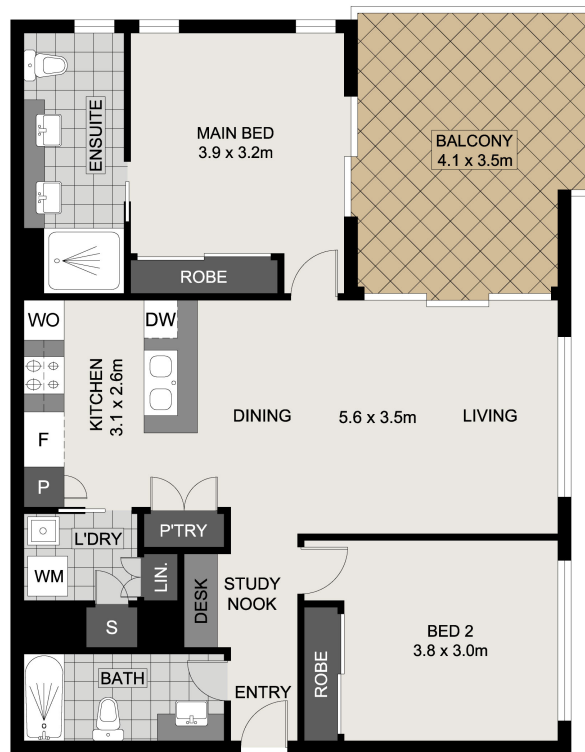 ENSUITE
MAIN BED
3.9 x 3.2m
BALCONY
4.1 x 3.5m
ROBE
WO
DW
KITCHEN
3.1 x 2.6m
F
P
DINING
5.6 x 3.5m
LIVING
L'DRY
P'TRY
WM
LIN.
S
DESK
STUDY
NOOK
BED 2
3.8 x 3.0m
ROBE
BATH
ENTRY